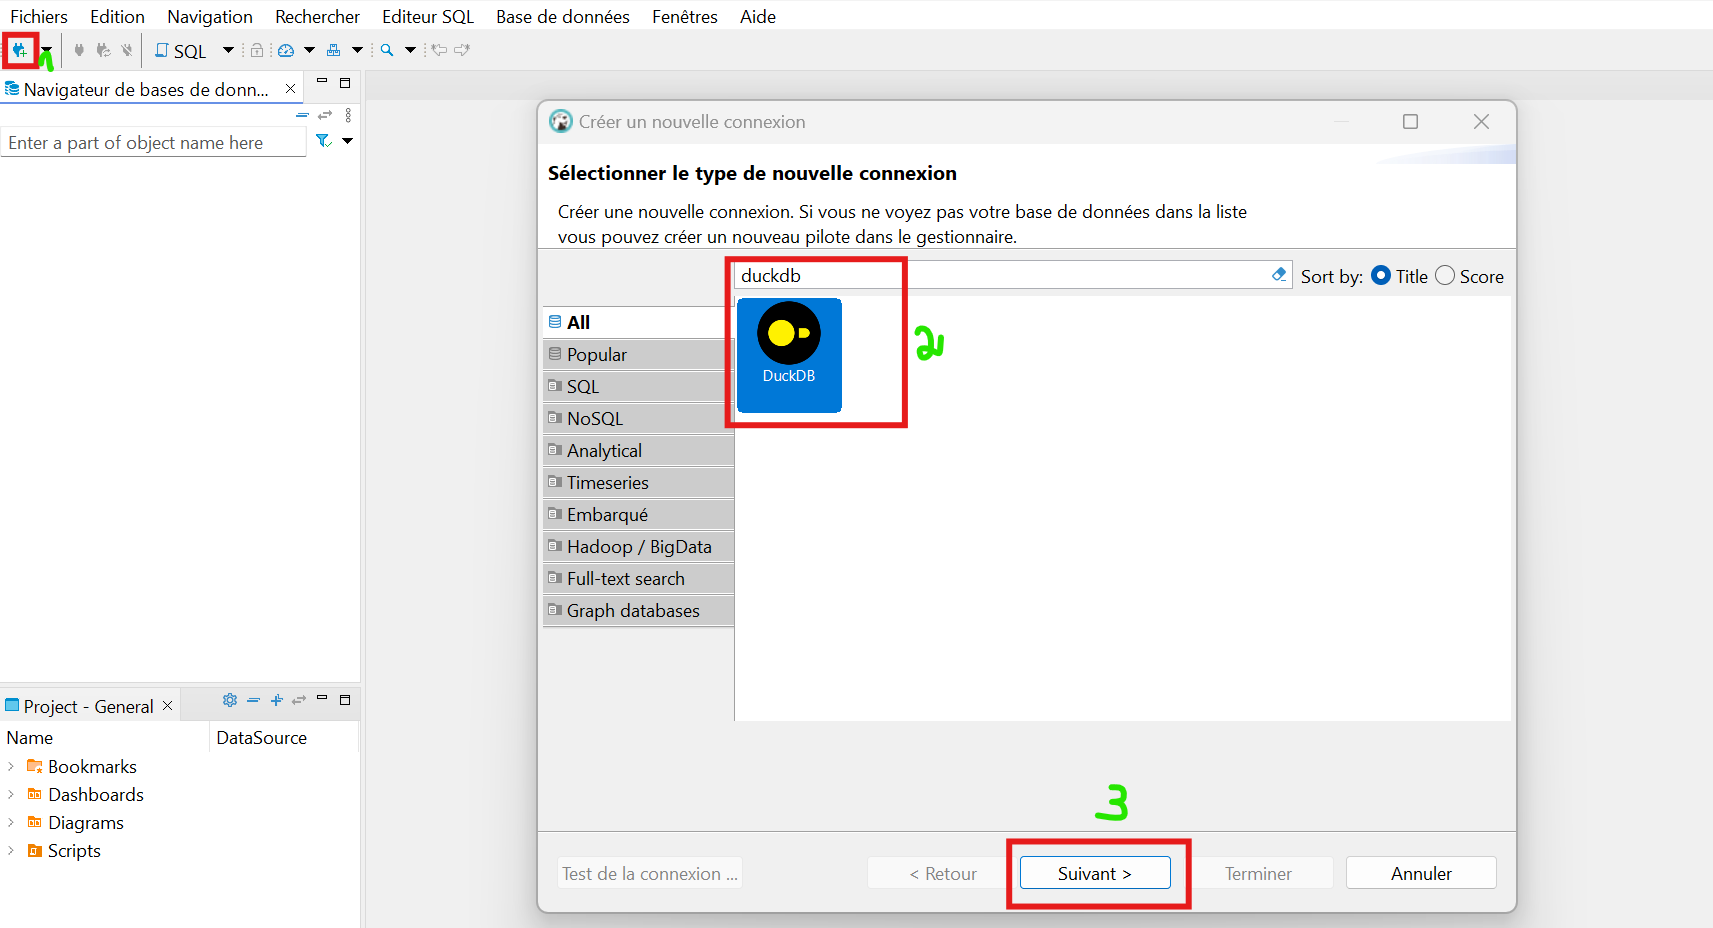 Fichiers Edition Navigation Rechercher Editeur SQL Base de données Fenêtres Aide
SQL
1
Navigateur de bases de donn...
Enter a part of object name here
Créer un nouvelle connexion
Sélectionner le type de nouvelle connexion
Créer une nouvelle connexion. Si vous ne voyez pas votre base de données dans la liste
vous pouvez créer un nouveau pilote dans le gestionnaire.
duckdb
Sort by: Title Score
All
Popular
SQL
NoSQL
Analytical
Timeseries
Embarqué
Hadoop / BigData
Full-text search
Graph databases
DuckDB
2
3
Test de la connexion ...
< Retour
Suivant >
Terminer
Annuler
Project - General
Name DataSource
Bookmarks
Dashboards
Diagrams
Scripts